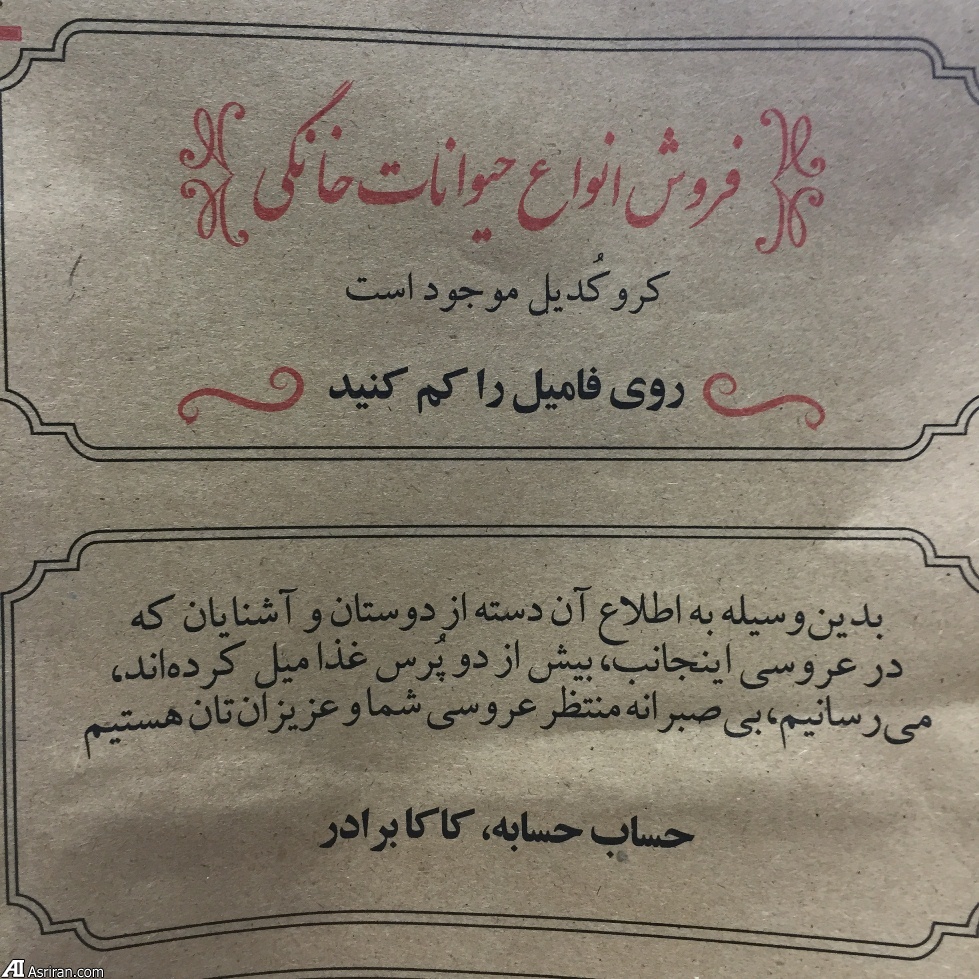 فروش انواع حیوانات خانگی
کروکُدیل موجود است
روی فامیل را کم کنید
بدین‌وسیله به اطلاع آن دسته از دوستان و آشنایان که
در عروسی اینجانب، بیش از دو پُرس غذا میل کرده‌اند،
می‌رسانیم، بی‌صبرانه منتظر عروسی شما و عزیزان‌تان هستیم
حساب حسابه، کاکا برادر
AI Asriran.com